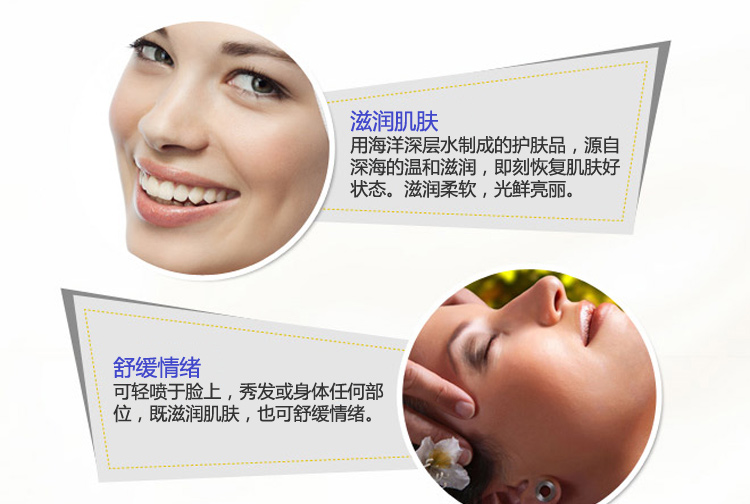 滋润肌肤
用海洋深层水制成的护肤品，源自
深海的温和滋润，即刻恢复肌肤好
状态。滋润柔软，光鲜亮丽。
舒缓情绪
可轻喷于脸上，秀发或身体任何部
位，既滋润肌肤，也可舒缓情绪。